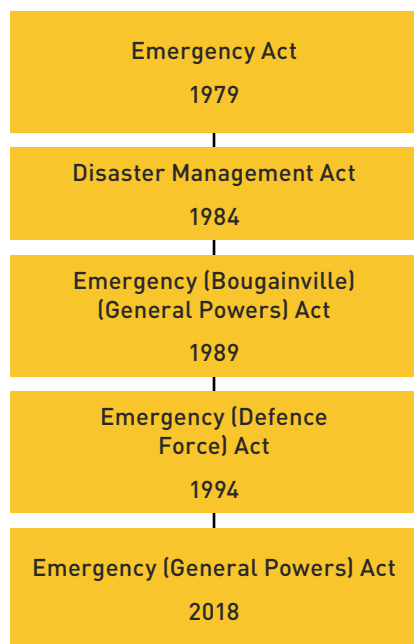 Emergency Act
1979
Disaster Management Act
1984
Emergency (Bougainville)
(General Powers) Act
1989
Emergency (Defence
Force) Act
1994
Emergency (General Powers) Act
2018